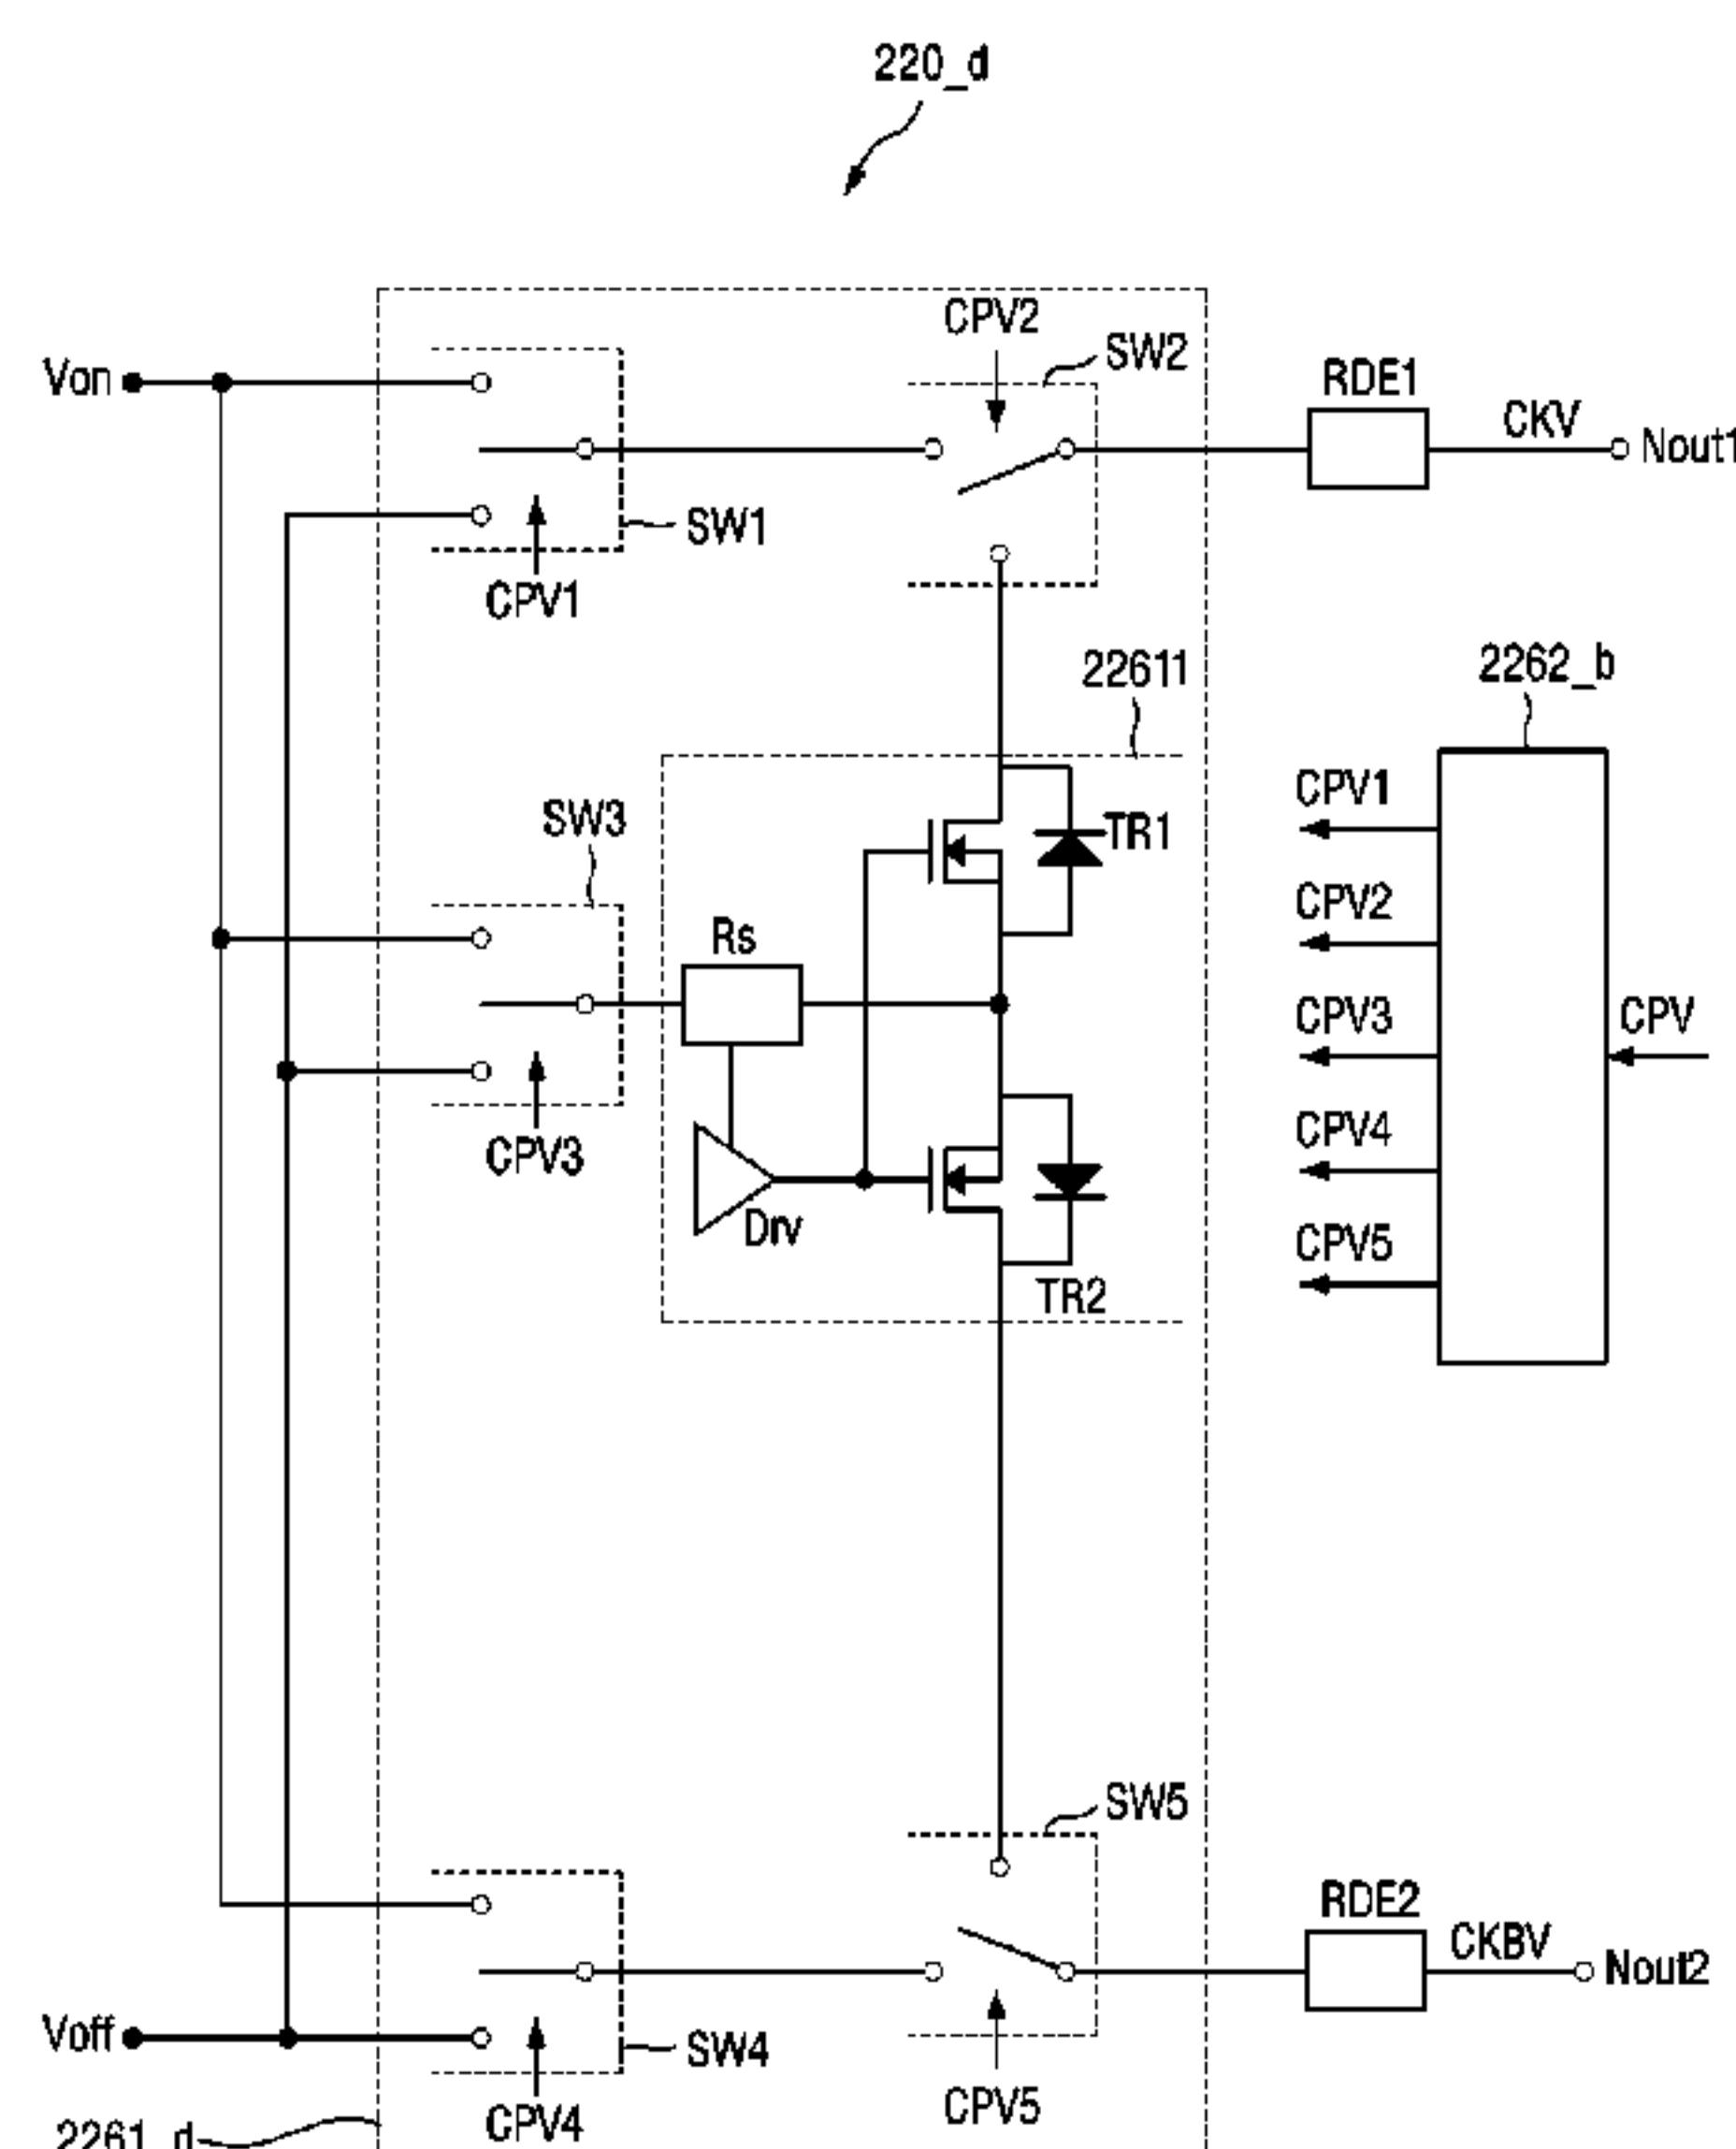 220_d
CPV2
SW2
Von
RDE1
CKV
Nout1
SW1
CPV1
22611
2262_b
SW3
CPV1
TR1
CPV2
Rs
CPV3
CPV
CPV4
CPV3
Drv
CPV5
TR2
SW5
RDE2
CKBV
Nout2
Voff
SW4
CPV4
CPV5
2261_d